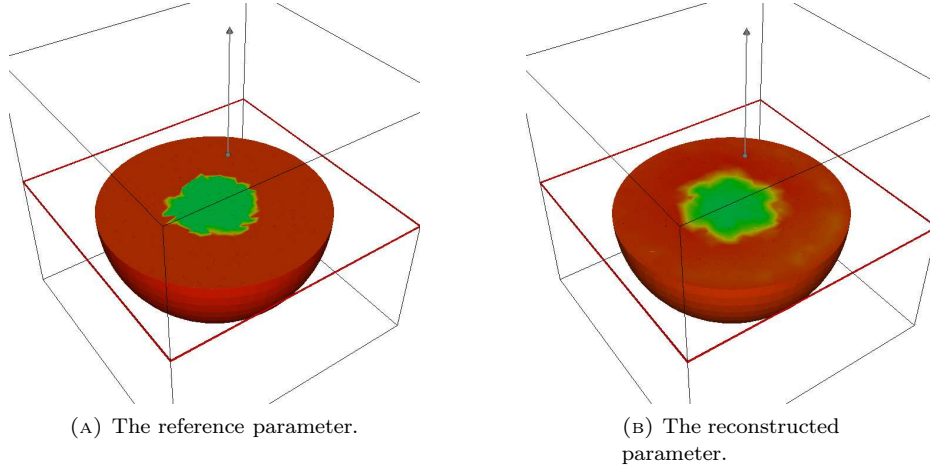 (A) The reference parameter.
(B) The reconstructed
parameter.